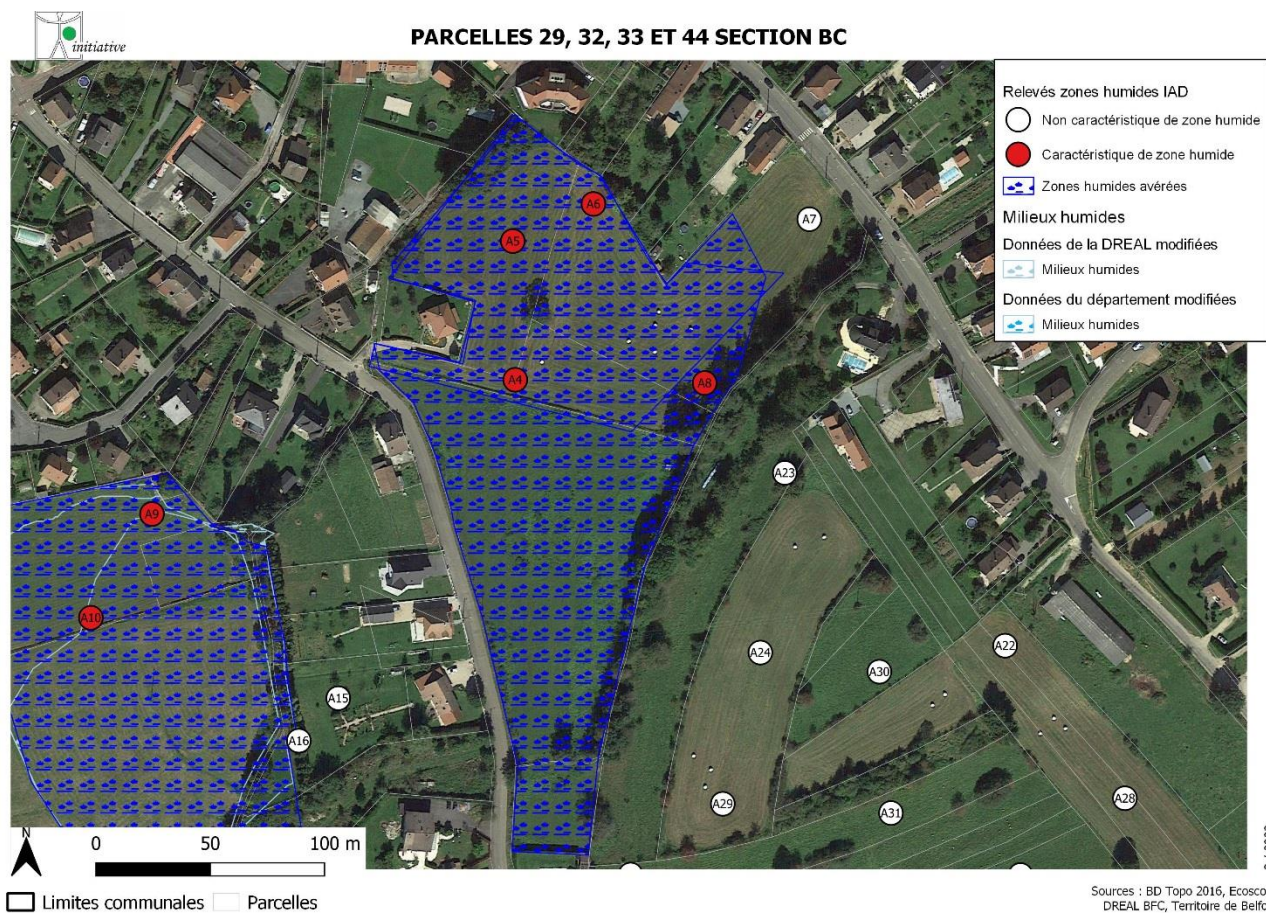 initiative
PARCELLES 29, 32, 33 ET 44 SECTION BC
Relevés zones humides IAD
Non caractéristique de zone humide
Caractéristique de zone humide
Zones humides avérées
Milieux humides
Données de la DREAL modifiées
Milieux humides
Données du département modifiées
Milieux humides
A6
A7
A5
A4
A8
A23
A9
A10
A24
A22
A30
A15
A16
A29
A28
A31
N
0 50 100 m
Limites communales Parcelles
Sources : BD Topo 2016, Ecosco
DREAL BFC, Territoire de Belfo